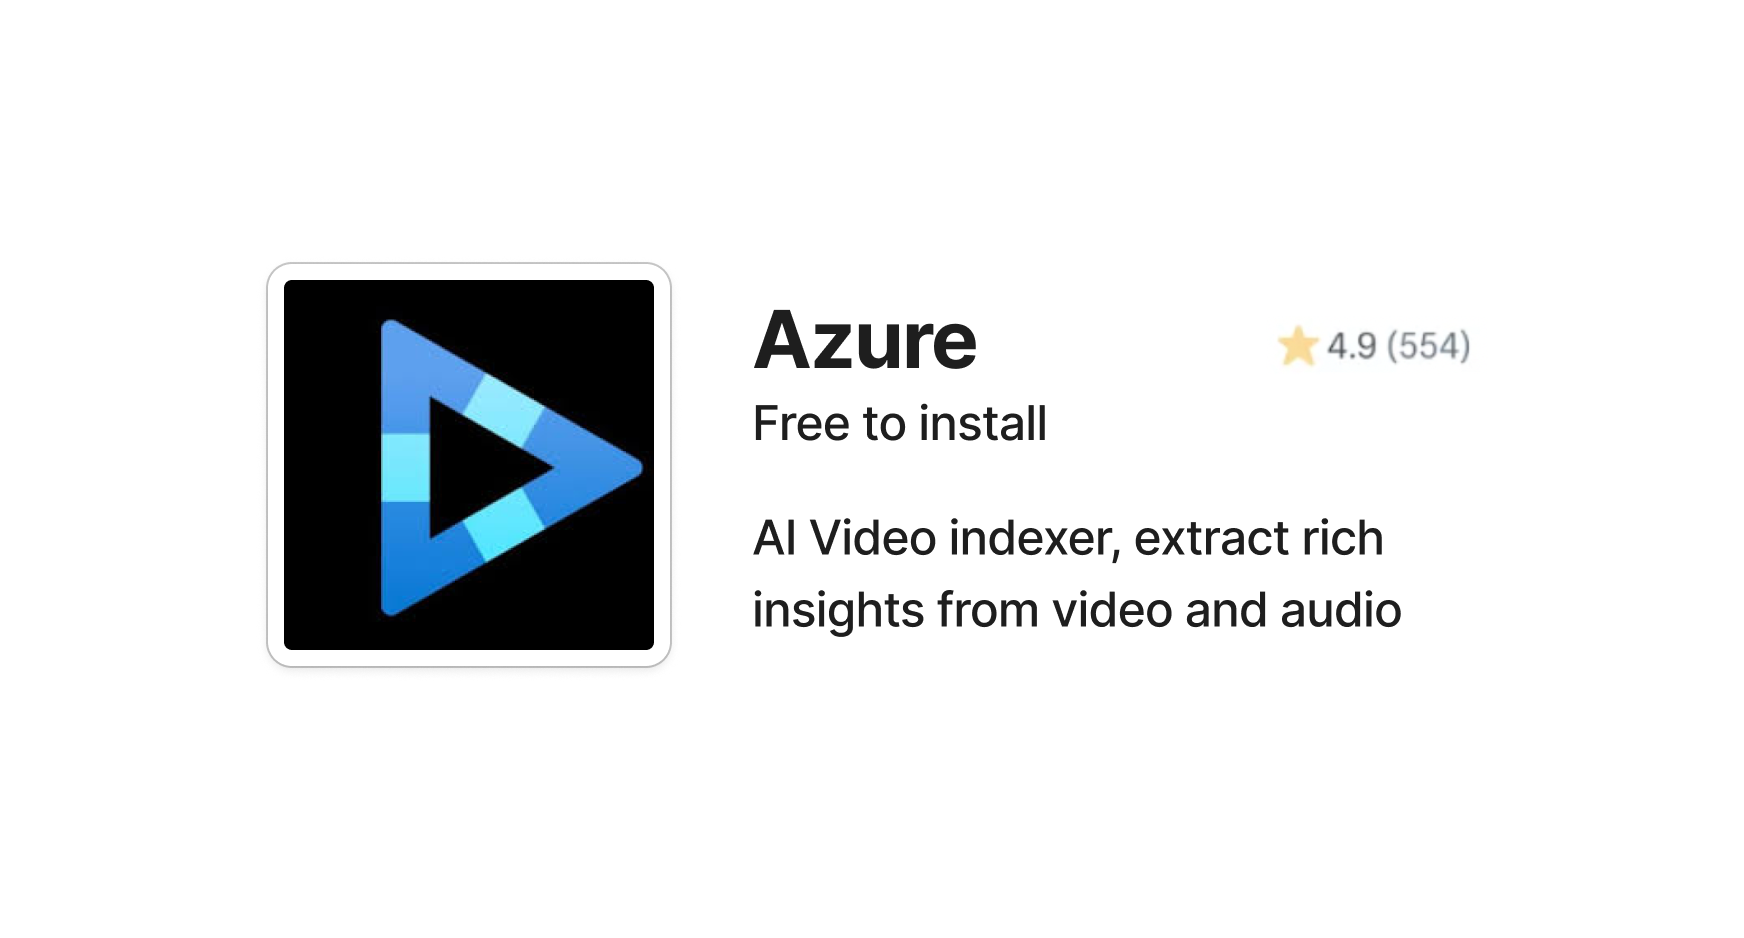 Azure
4.9 (554)
Free to install
AI Video indexer, extract rich
insights from video and audio